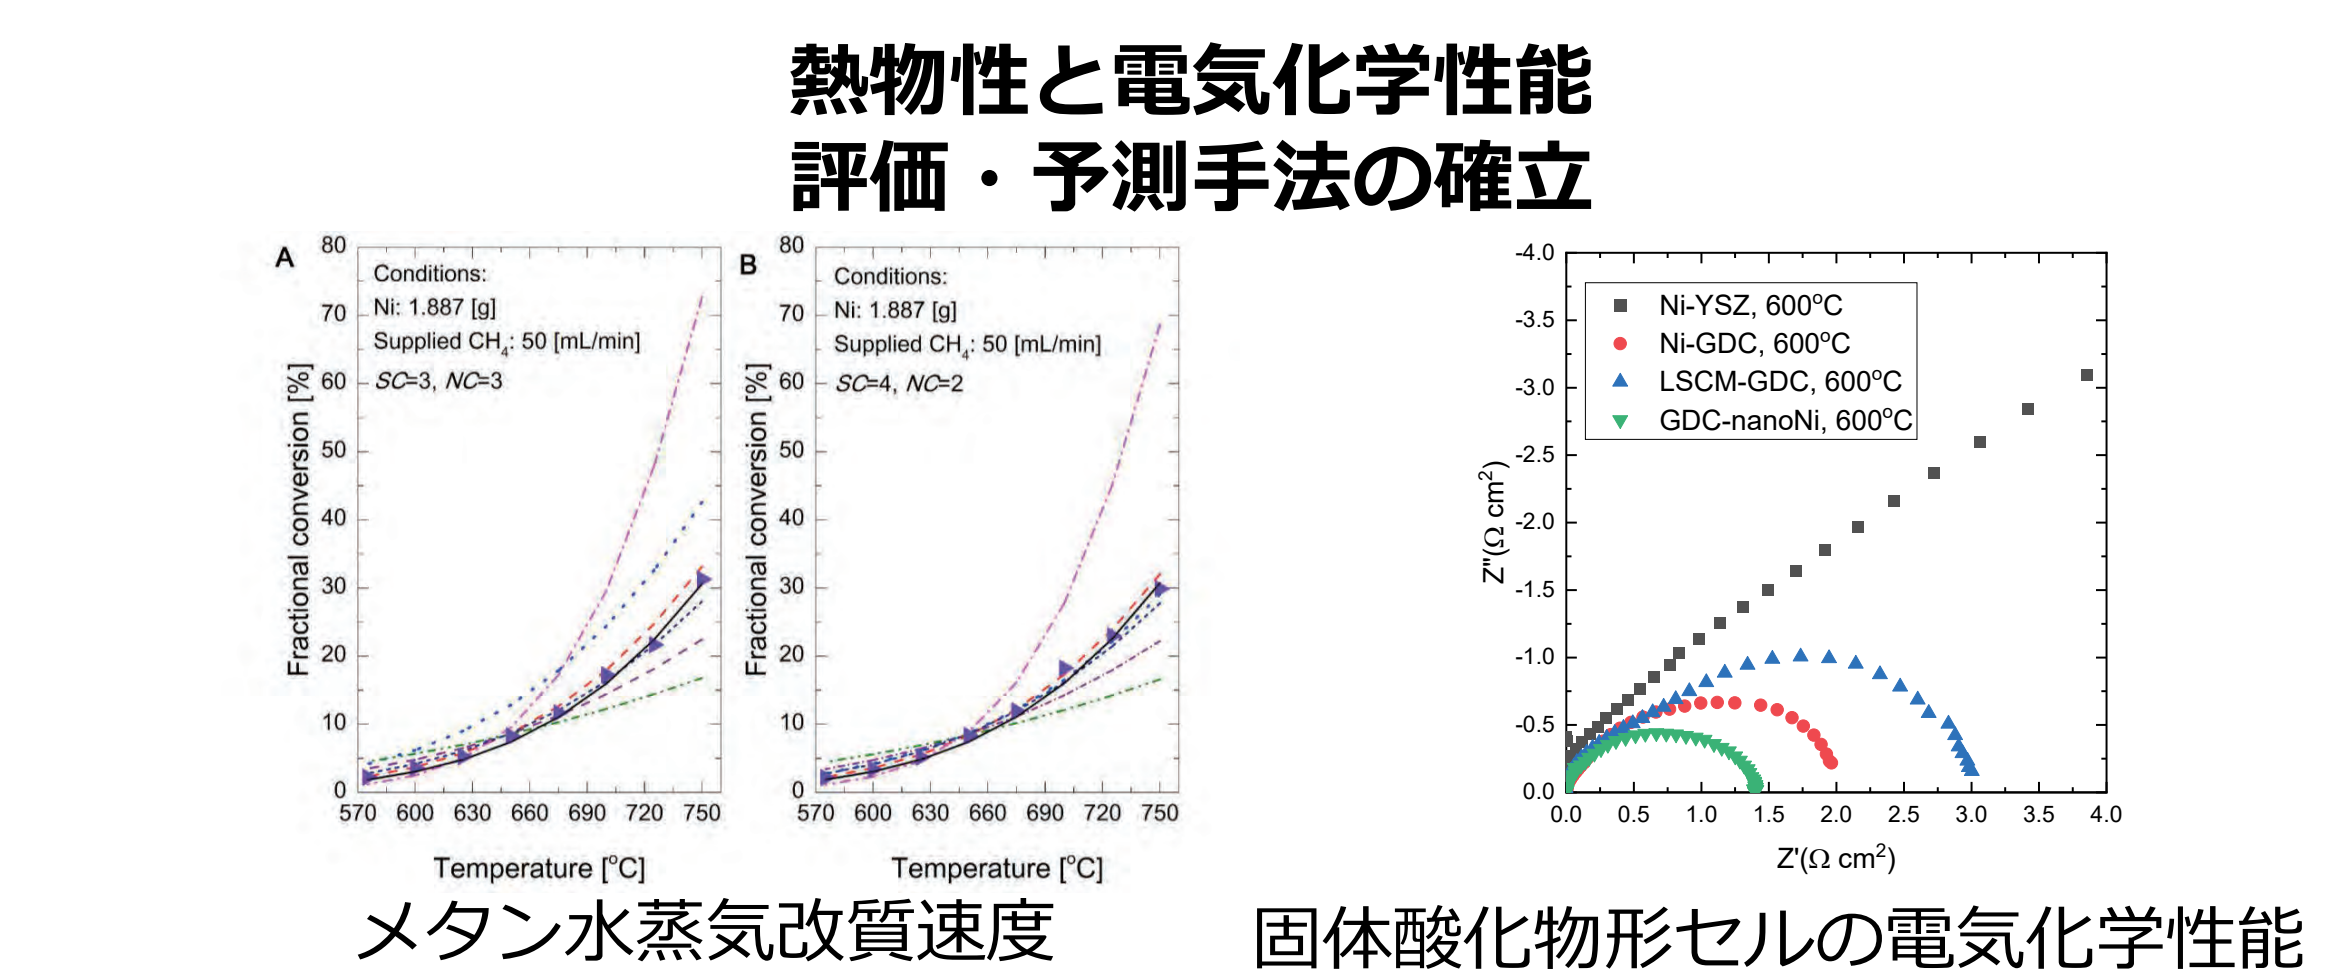 熱物性と電気化学性能
評価・予測手法の確立
A
80
70
60
50
40
30
20
10
0
Fractional conversion [%]
Conditions:
Ni: 1.887 [g]
Supplied CH₄: 50 [mL/min]
SC=3, NC=3
570 600 630 660 690 720 750
Temperature [°C]
B
80
70
60
50
40
30
20
10
0
Fractional conversion [%]
Conditions:
Ni: 1.887 [g]
Supplied CH₄: 50 [mL/min]
SC=4, NC=2
570 600 630 660 690 720 750
Temperature [°C]
メタン水蒸気改質速度
-4.0
-3.5
-3.0
-2.5
-2.0
-1.5
-1.0
-0.5
0.0
Z"(Ω cm²)
Ni-YSZ, 600°C
Ni-GDC, 600°C
LSCM-GDC, 600°C
GDC-nanoNi, 600°C
0.0 0.5 1.0 1.5 2.0 2.5 3.0 3.5 4.0
Z'(Ω cm²)
固体酸化物形セルの電気化学性能